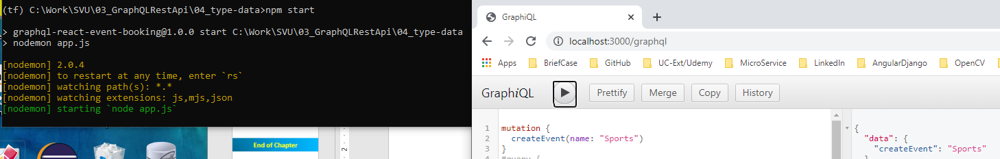 (tf) C:\Work\SVU\03_GraphQLRestApi\04_type-data>npm start
> graphql-react-event-booking@1.0.0 start C:\Work\SVU\03_GraphQLRestApi\04_type-data
> nodemon app.js
[nodemon] 2.0.4
[nodemon] to restart at any time, enter `rs`
[nodemon] watching path(s): *.*
[nodemon] watching extensions: js,mjs,json
[nodemon] starting `node app.js`
End of Chapter
2
GraphiQL
localhost:3000/graphql
Apps BriefCase GitHub UC-Ext/Udemy MicroService LinkedIn AngularDjango OpenCV
GraphiQL Prettify Merge Copy History
1 mutation {
2 createEvent(name: "Sports")
3 }
4 #query {
{
"data": {
"createEvent": "Sports"
}